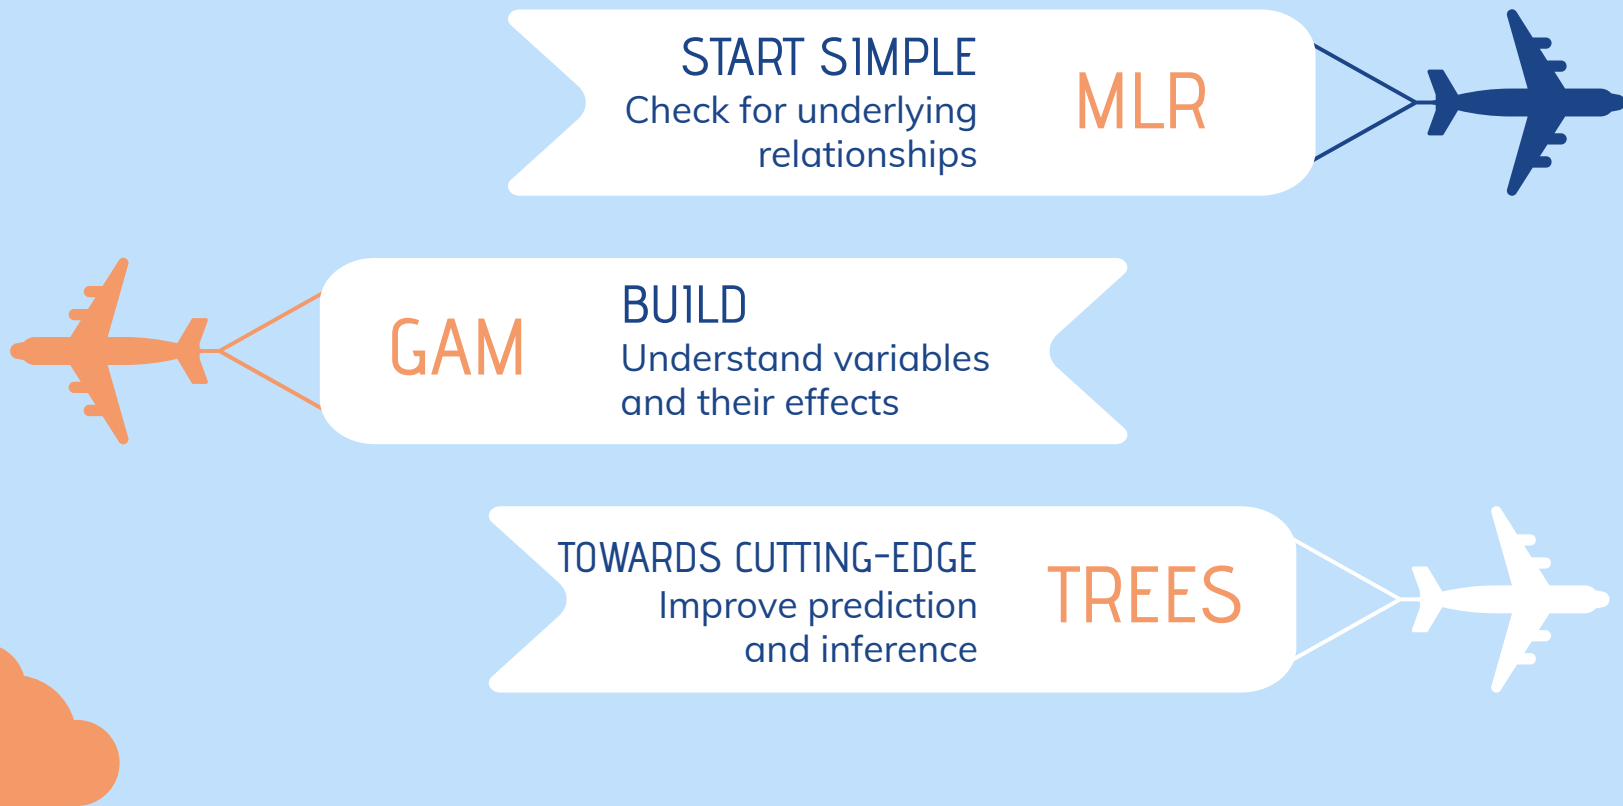 START SIMPLE
Check for underlying
relationships
MLR
GAM
BUILD
Understand variables
and their effects
TOWARDS CUTTING-EDGE
Improve prediction
and inference
TREES